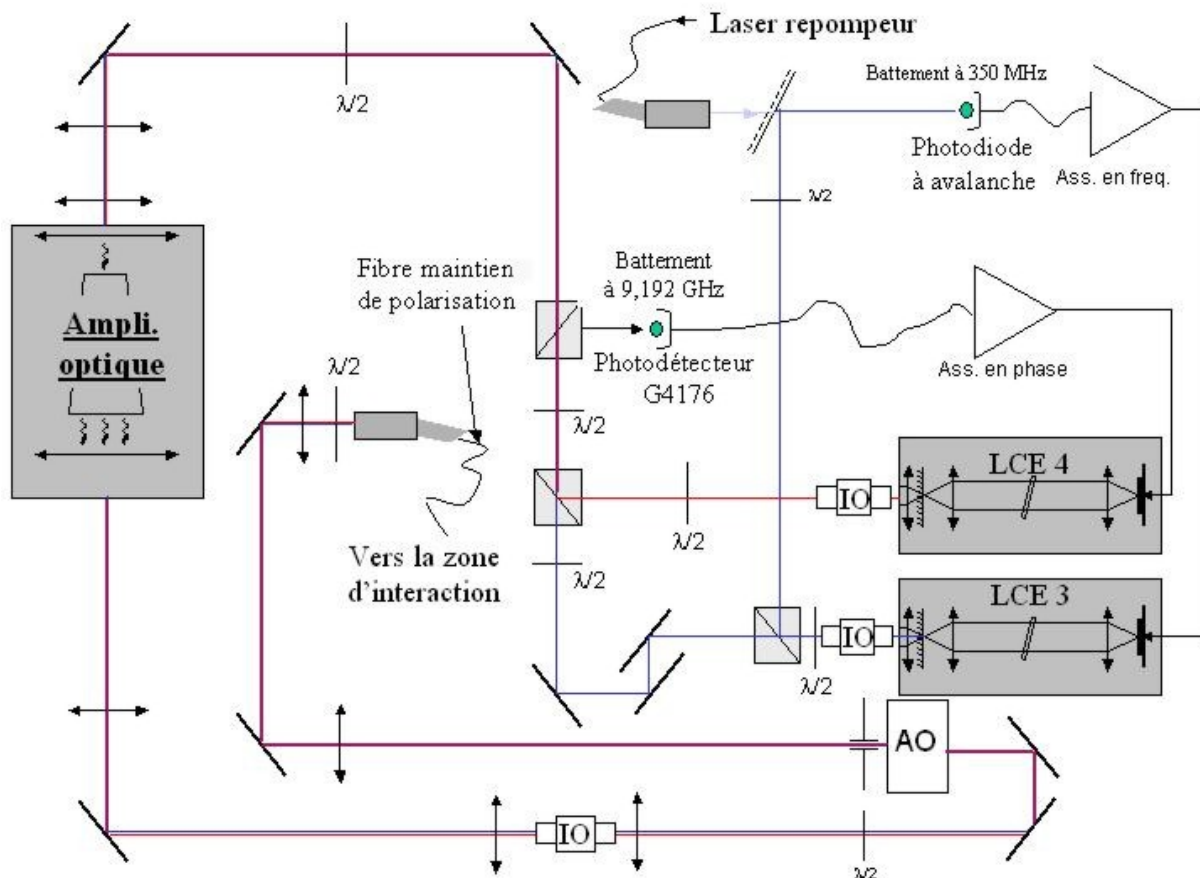 Laser repompeur
Battement à 350 MHz
λ/2
Photodiode
à avalanche
Ass. en freq.
λ/2
Fibre maintien
de polarisation
Battement
à 9,192 GHz
Ampli.
optique
λ/2
Photodétecteur
G4176
Ass. en phase
λ/2
LCE 4
IO
λ/2
Vers la zone
d'interaction
λ/2
LCE 3
IO
λ/2
AO
IO
λ/2